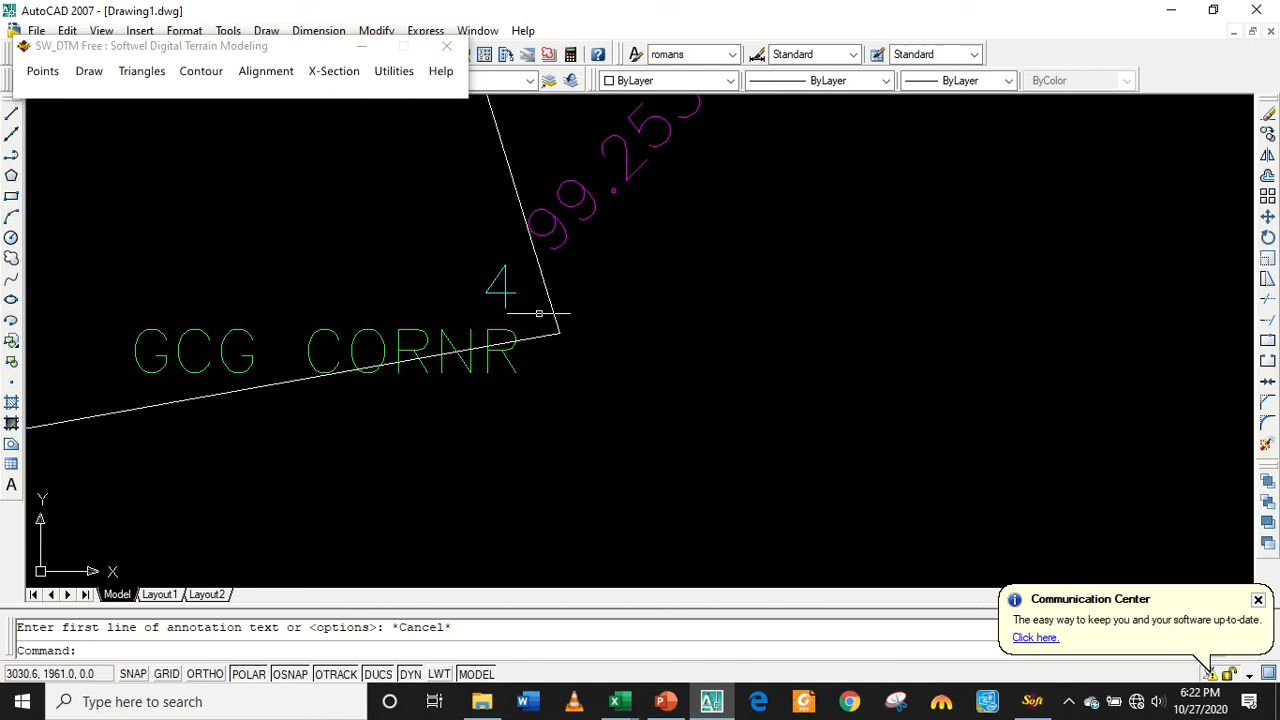 AutoCAD 2007 - [Drawing1.dwg]
File Edit View Insert Format Tools Draw Dimension Modify Express Window Help
SW_DTM Free : Softwel Digital Terrain Modeling
romans Standard Standard
Points Draw Triangles Contour Alignment X-Section Utilities Help
ByLayer ByLayer ByLayer ByColor
99.255
4
GCG CORNR
Y
X
A
Model Layout1 Layout2
Communication Center
The easy way to keep you and your software up-to-date.
Click here.
Enter first line of annotation text or <options>: *Cancel*
Command:
3030.6, 1961.0, 0.0 SNAP GRID ORTHO POLAR OSNAP OTRACK DUCS DYN LWT MODEL
Type here to search
Soft
6:22 PM
10/27/2020